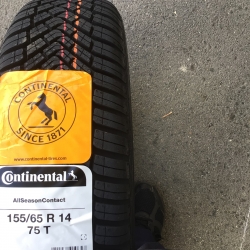 CONTINENTAL
SINCE 1871
www.continental-tires.com
Continental
AllSeasonContact
155/65 R 14
75 T